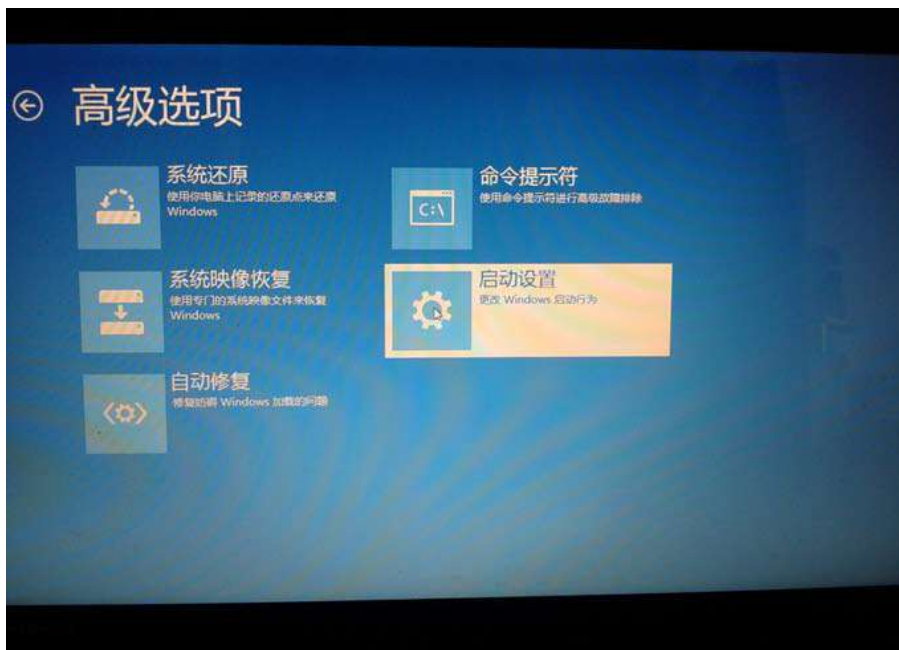 高级选项
系统还原
使用你电脑上记录的还原点来还原
Windows
命令提示符
使用命令提示符进行高级故障排除
C:\
系统映像恢复
使用专门的系统映像文件来恢复
Windows
启动设置
更改 Windows 启动行为
自动修复
修复妨碍 Windows 加载的问题